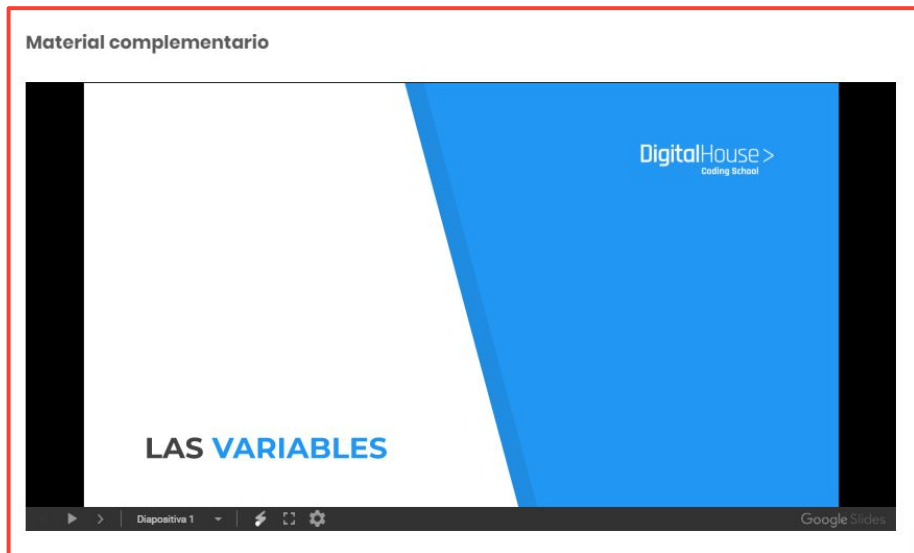 Material complementario
DigitalHouse>
Coding School
LAS VARIABLES
Diapositiva 1
Google Slides